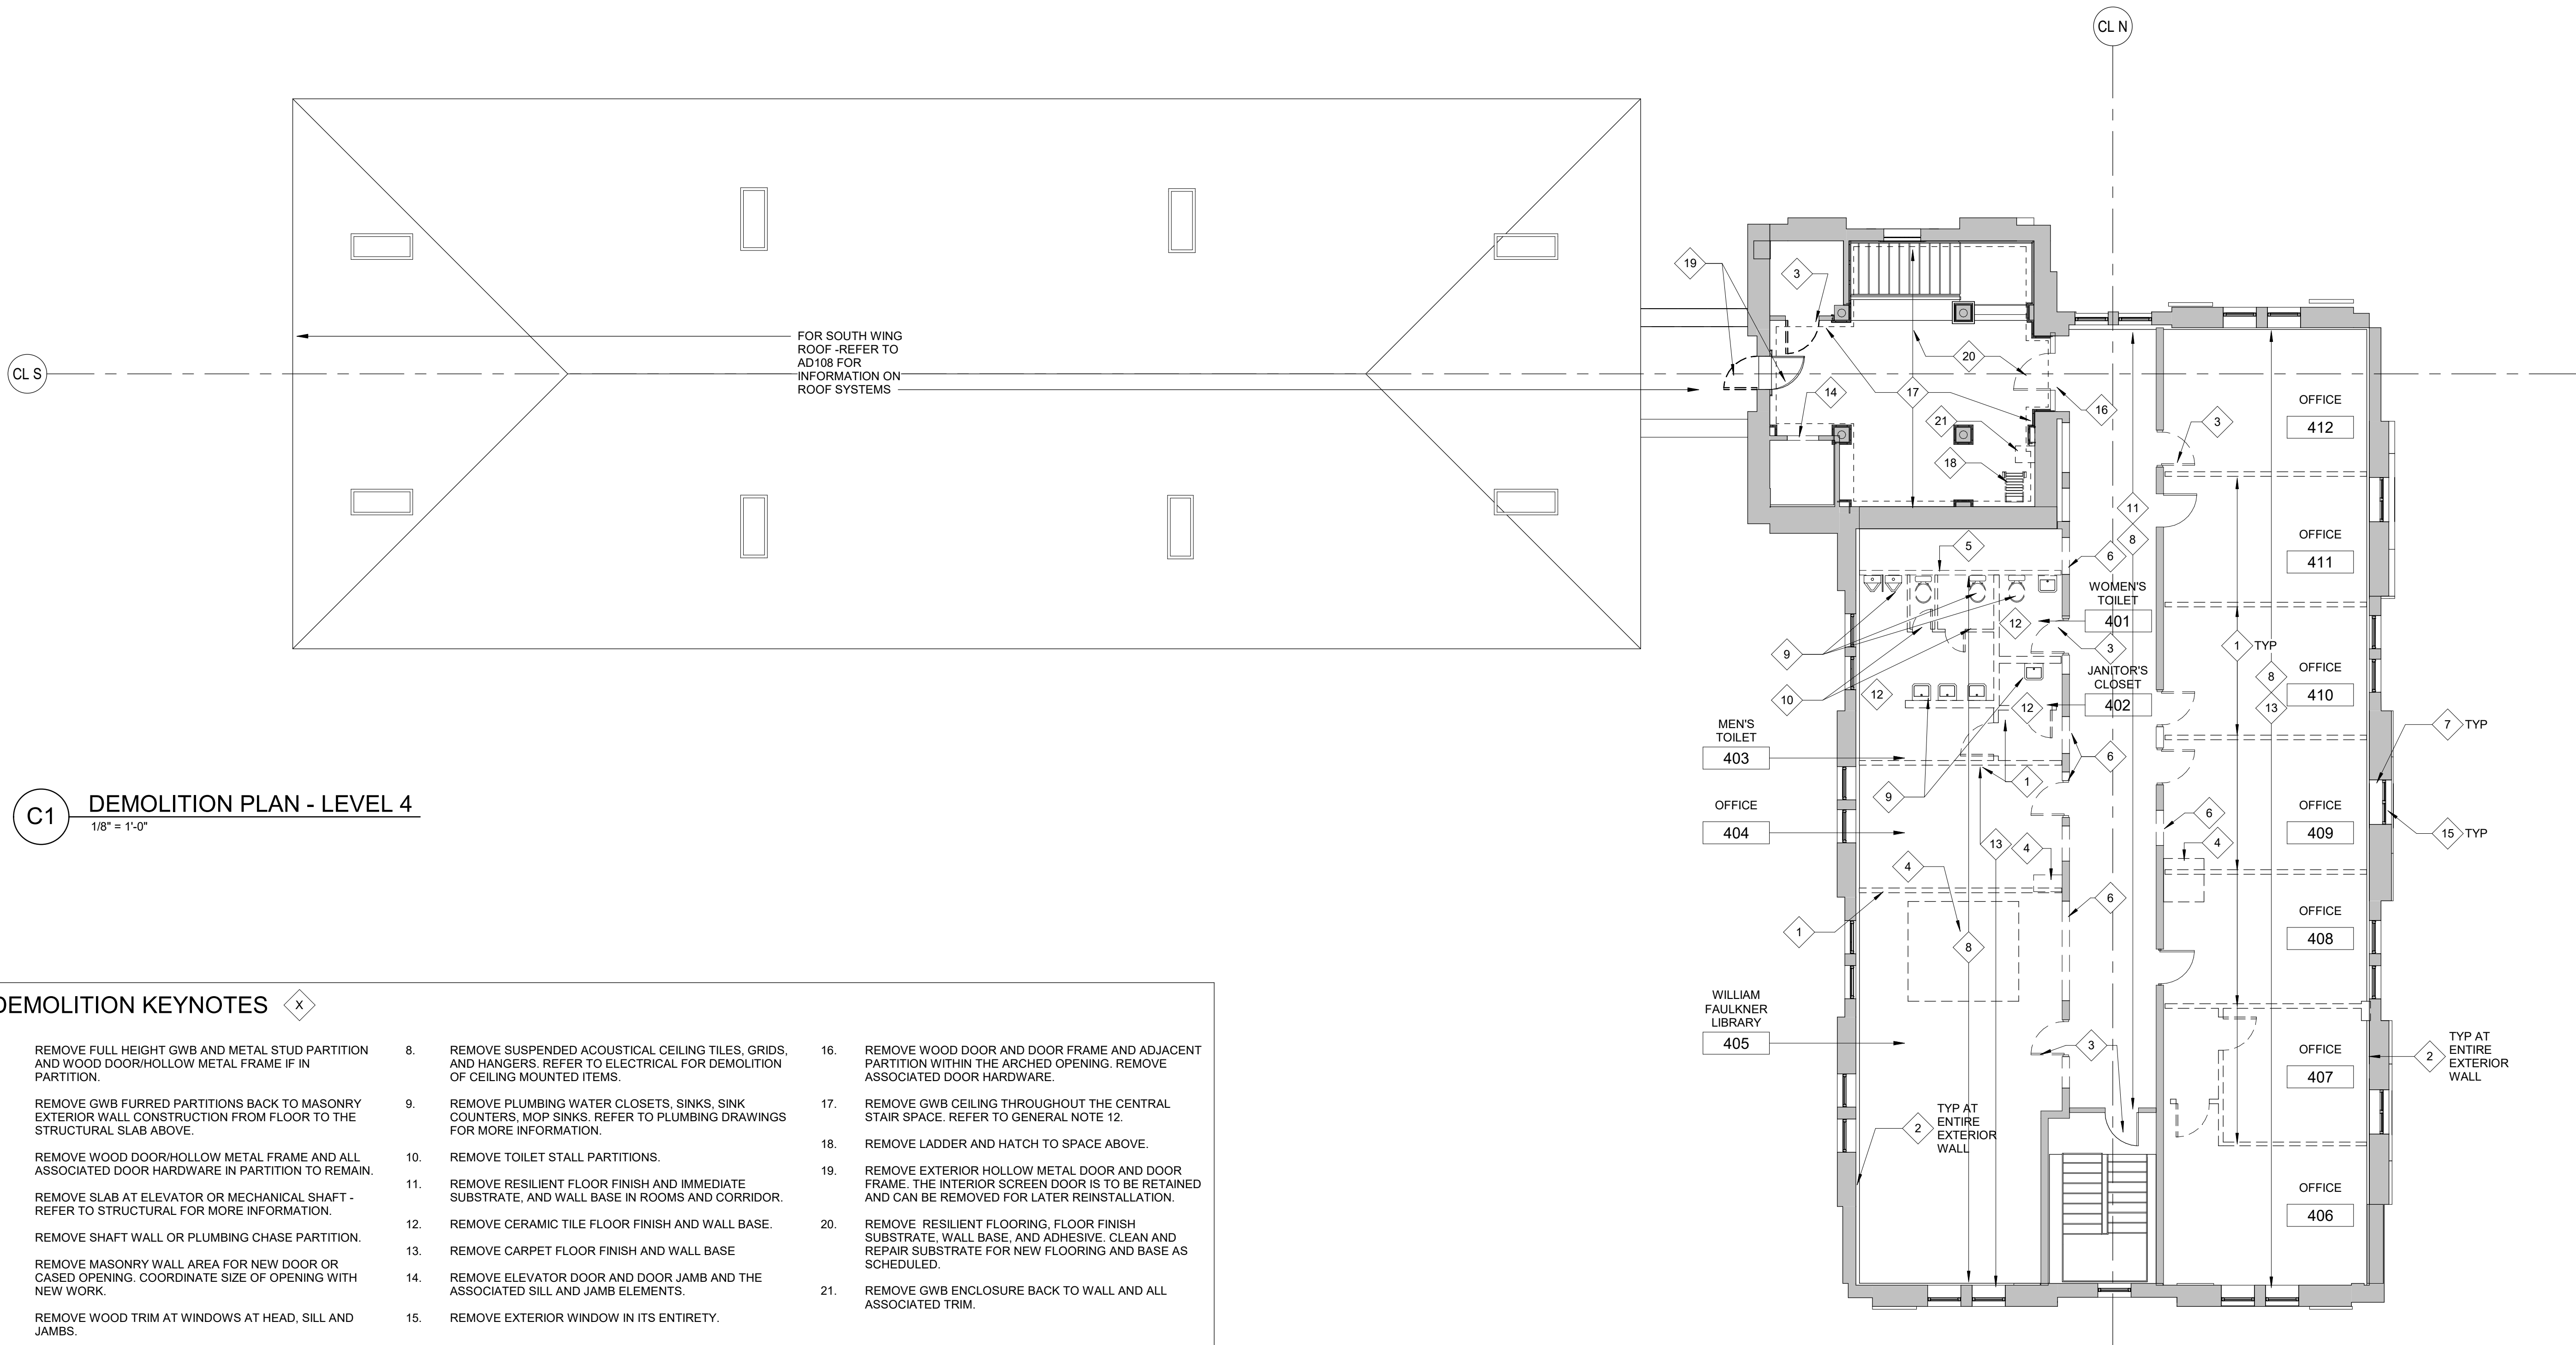 CL N
CL S
FOR SOUTH WING
ROOF -REFER TO
AD108 FOR
INFORMATION ON
ROOF SYSTEMS
19
3
20
14
17
16
21
18
3
OFFICE
412
11
8
OFFICE
411
5
6
WOMEN'S
TOILET
401
12
3
9
1 TYP
OFFICE
410
8
13
JANITOR'S
CLOSET
402
12
12
10
MEN'S
TOILET
403
7 TYP
6
1
9
OFFICE
404
13
4
4
6
4
OFFICE
409
15 TYP
6
1
8
OFFICE
408
WILLIAM
FAULKNER
LIBRARY
405
3
OFFICE
407
2
TYP AT
ENTIRE
EXTERIOR
WALL
2
TYP AT
ENTIRE
EXTERIOR
WALL
OFFICE
406
C1
DEMOLITION PLAN - LEVEL 4
1/8" = 1'-0"
DEMOLITION KEYNOTES X
REMOVE FULL HEIGHT GWB AND METAL STUD PARTITION
AND WOOD DOOR/HOLLOW METAL FRAME IF IN
PARTITION.
REMOVE GWB FURRED PARTITIONS BACK TO MASONRY
EXTERIOR WALL CONSTRUCTION FROM FLOOR TO THE
STRUCTURAL SLAB ABOVE.
REMOVE WOOD DOOR/HOLLOW METAL FRAME AND ALL
ASSOCIATED DOOR HARDWARE IN PARTITION TO REMAIN.
REMOVE SLAB AT ELEVATOR OR MECHANICAL SHAFT -
REFER TO STRUCTURAL FOR MORE INFORMATION.
REMOVE SHAFT WALL OR PLUMBING CHASE PARTITION.
REMOVE MASONRY WALL AREA FOR NEW DOOR OR
CASED OPENING. COORDINATE SIZE OF OPENING WITH
NEW WORK.
REMOVE WOOD TRIM AT WINDOWS AT HEAD, SILL AND
JAMBS.
8. REMOVE SUSPENDED ACOUSTICAL CEILING TILES, GRIDS,
AND HANGERS. REFER TO ELECTRICAL FOR DEMOLITION
OF CEILING MOUNTED ITEMS.
9. REMOVE PLUMBING WATER CLOSETS, SINKS, SINK
COUNTERS, MOP SINKS. REFER TO PLUMBING DRAWINGS
FOR MORE INFORMATION.
10. REMOVE TOILET STALL PARTITIONS.
11. REMOVE RESILIENT FLOOR FINISH AND IMMEDIATE
SUBSTRATE, AND WALL BASE IN ROOMS AND CORRIDOR.
12. REMOVE CERAMIC TILE FLOOR FINISH AND WALL BASE.
13. REMOVE CARPET FLOOR FINISH AND WALL BASE
14. REMOVE ELEVATOR DOOR AND DOOR JAMB AND THE
ASSOCIATED SILL AND JAMB ELEMENTS.
15. REMOVE EXTERIOR WINDOW IN ITS ENTIRETY.
16. REMOVE WOOD DOOR AND DOOR FRAME AND ADJACENT
PARTITION WITHIN THE ARCHED OPENING. REMOVE
ASSOCIATED DOOR HARDWARE.
17. REMOVE GWB CEILING THROUGHOUT THE CENTRAL
STAIR SPACE. REFER TO GENERAL NOTE 12.
18. REMOVE LADDER AND HATCH TO SPACE ABOVE.
19. REMOVE EXTERIOR HOLLOW METAL DOOR AND DOOR
FRAME. THE INTERIOR SCREEN DOOR IS TO BE RETAINED
AND CAN BE REMOVED FOR LATER REINSTALLATION.
20. REMOVE RESILIENT FLOORING, FLOOR FINISH
SUBSTRATE, WALL BASE, AND ADHESIVE. CLEAN AND
REPAIR SUBSTRATE FOR NEW FLOORING AND BASE AS
SCHEDULED.
21. REMOVE GWB ENCLOSURE BACK TO WALL AND ALL
ASSOCIATED TRIM.